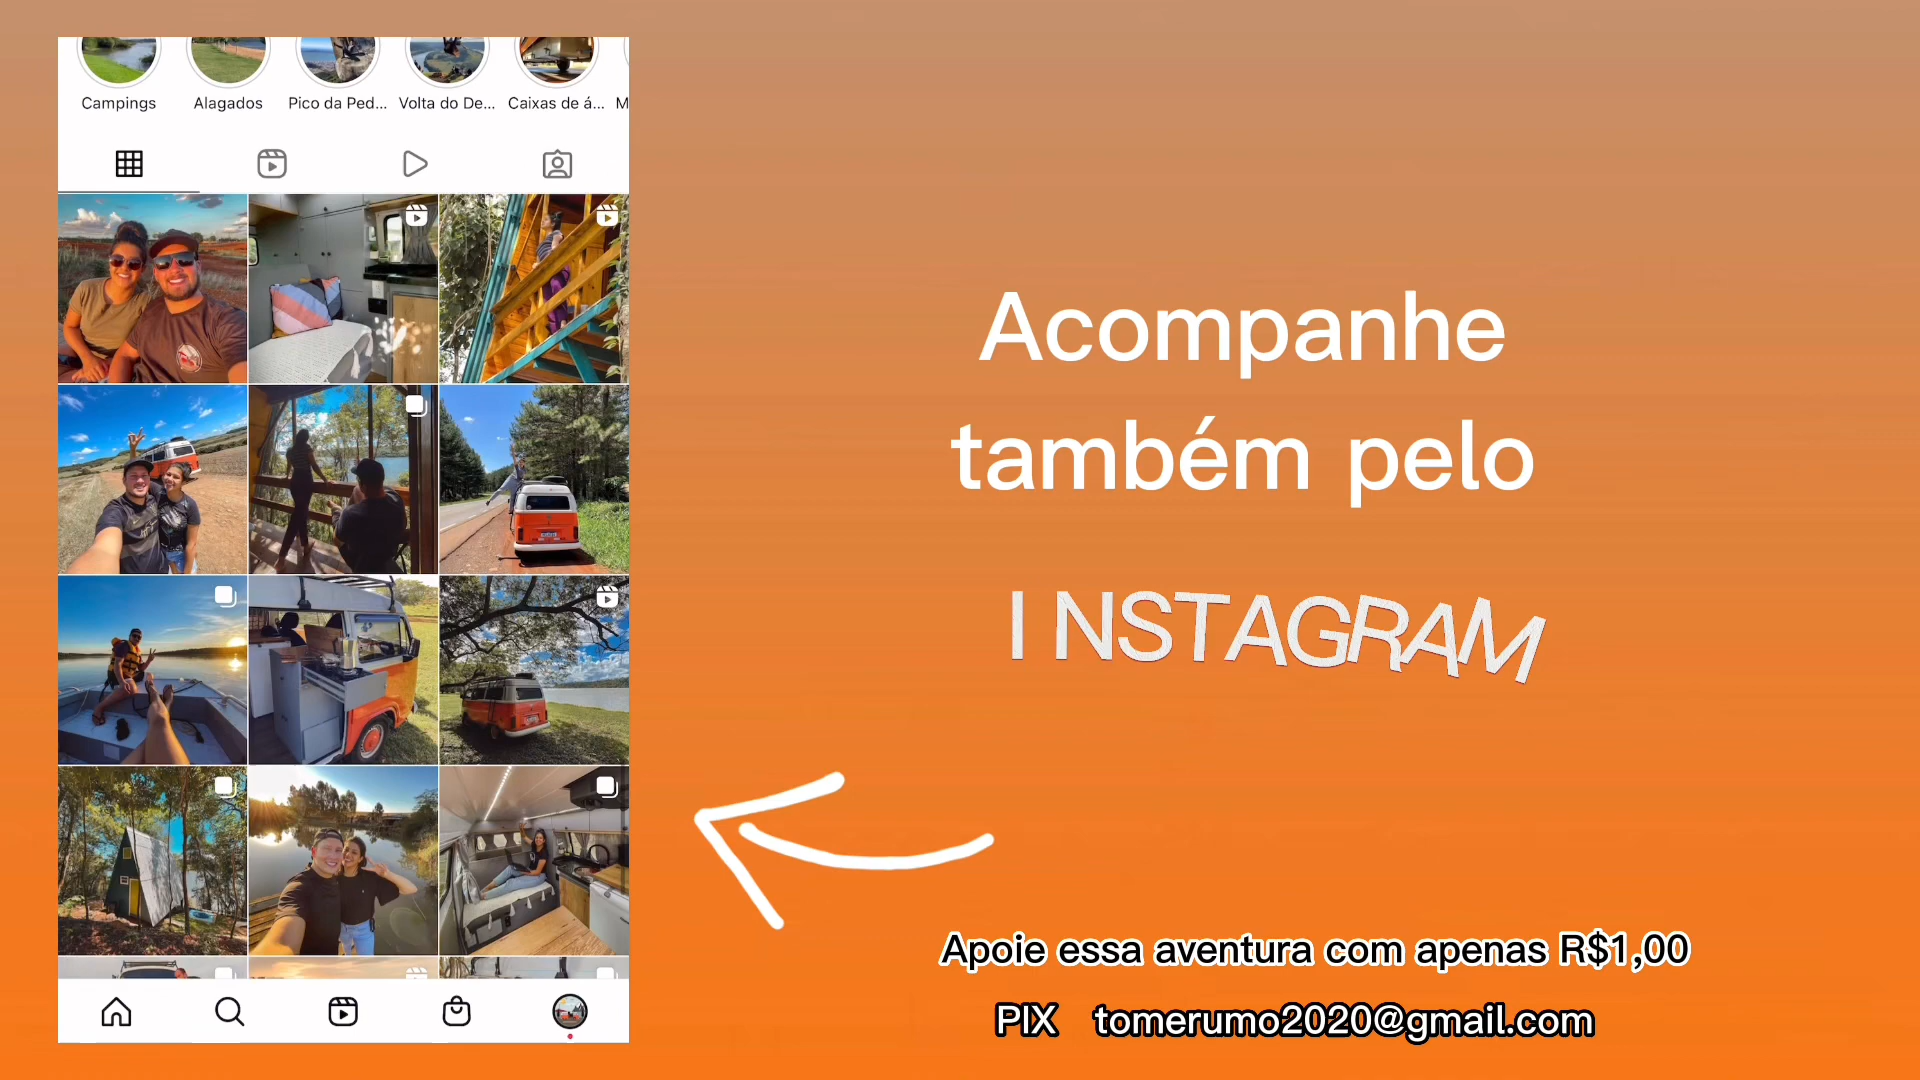 Campings
Alagados
Pico da Ped...
Volta do De...
Caixas de á...
M
Acompanhe
também pelo
INSTAGRAM
Apoie essa aventura com apenas R$1,00
PIX tomerumo2020@gmail.com